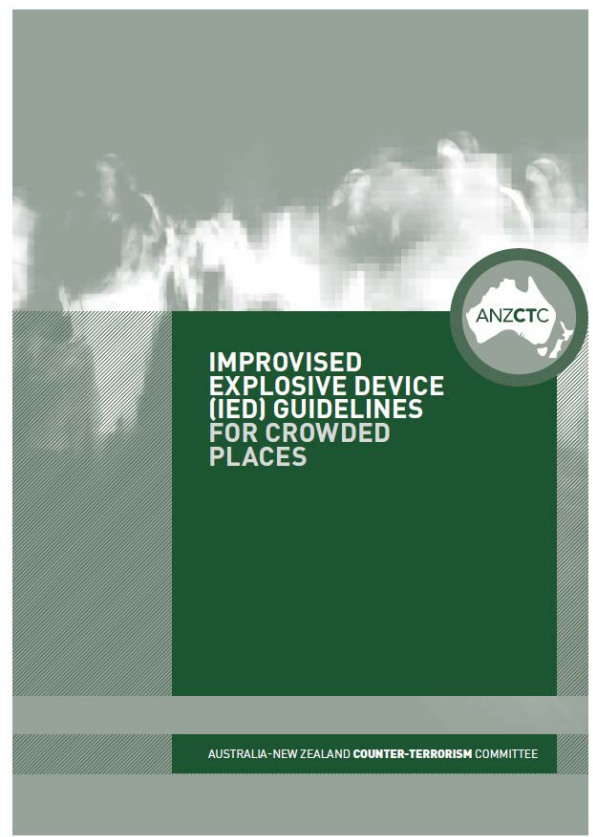 ANZCTC
IMPROVISED
EXPLOSIVE DEVICE
(IED) GUIDELINES
FOR CROWDED
PLACES
AUSTRALIA-NEW ZEALAND COUNTER-TERRORISM COMMITTEE